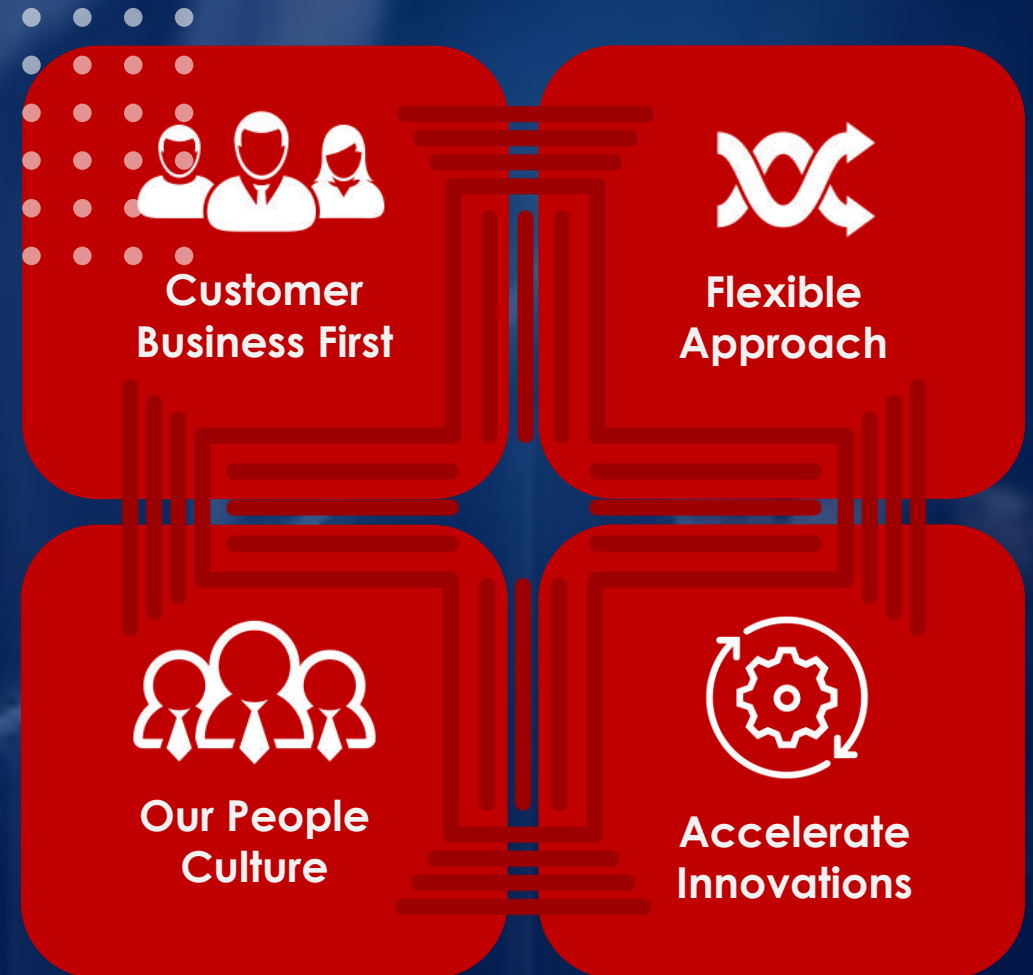 Customer
Business First
Flexible
Approach
Our People
Culture
Accelerate
Innovations